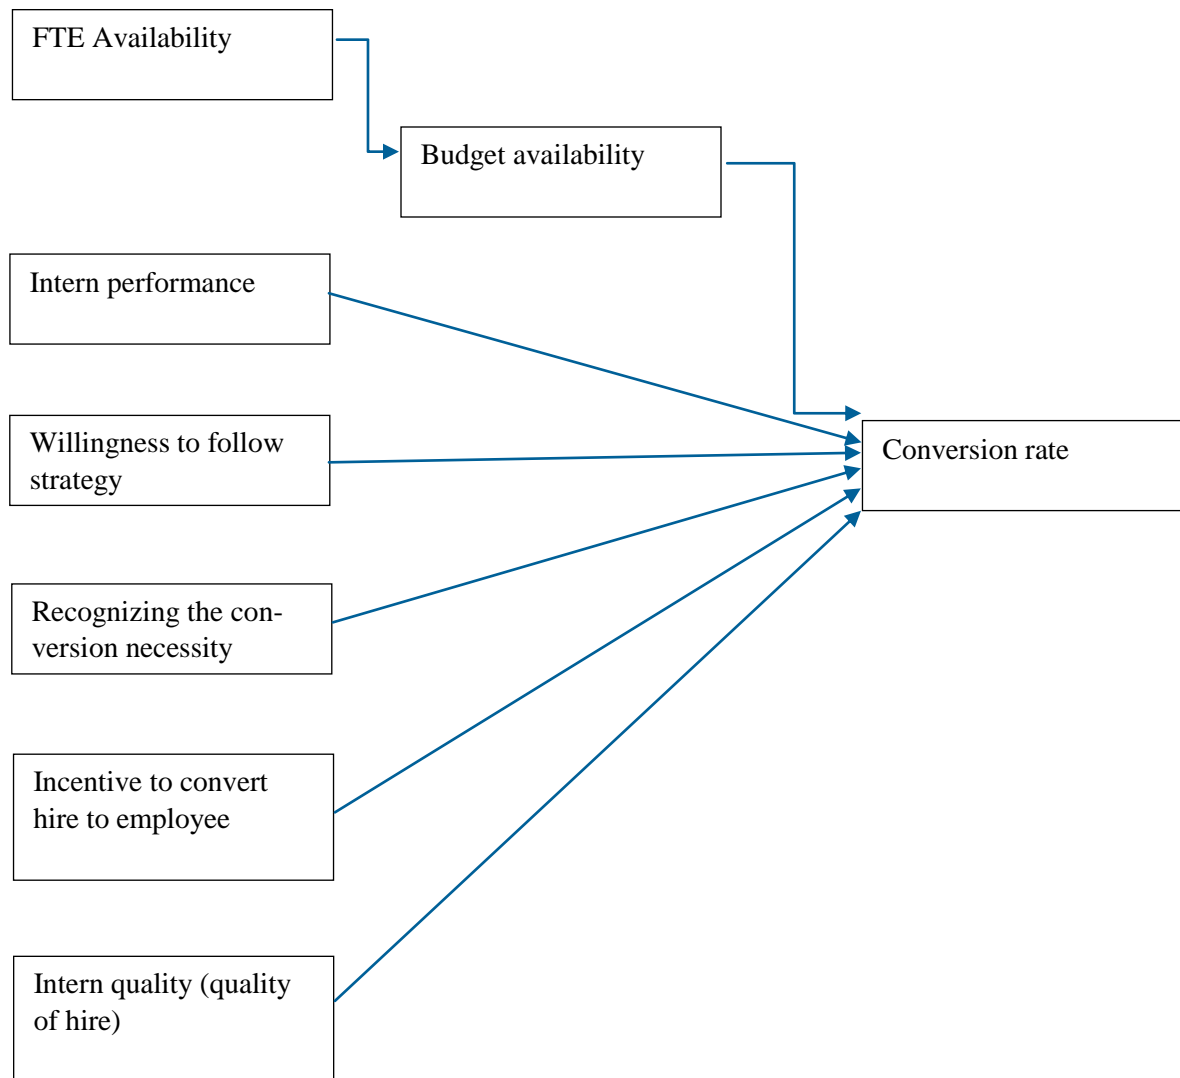 FTE Availability
Budget availability
Intern performance
Willingness to follow
strategy
Conversion rate
Recognizing the con-
version necessity
Incentive to convert
hire to employee
Intern quality (quality
of hire)